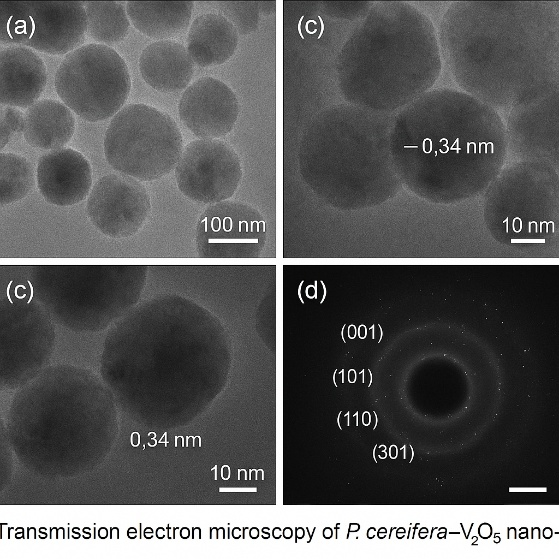 (a)
100 nm
(c)
— 0,34 nm
10 nm
(c)
0,34 nm
10 nm
(d)
(001)
(101)
(110)
(301)
Transmission electron microscopy of P. cereifera–V₂O₅ nano-